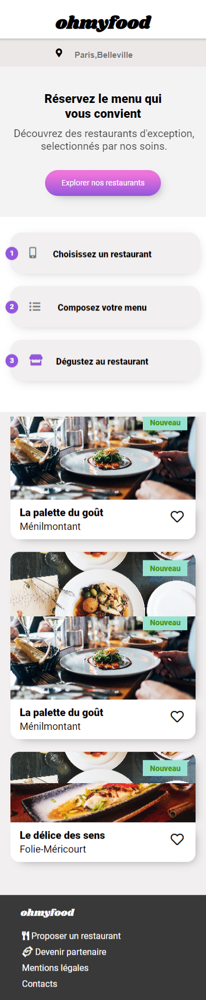 ohmyfood
Paris,Belleville
Réservez le menu qui
vous convient
Découvrez des restaurants d'exception,
selectionnés par nos soins.
Explorer nos restaurants
1 Choisissez un restaurant
2 Composez votre menu
3 Dégustez au restaurant
Nouveau
La palette du goût
Ménilmontant
Nouveau
Nouveau
La palette du goût
Ménilmontant
Nouveau
Le délice des sens
Folie-Méricourt
ohmyfood
Proposer un restaurant
Devenir partenaire
Mentions légales
Contacts